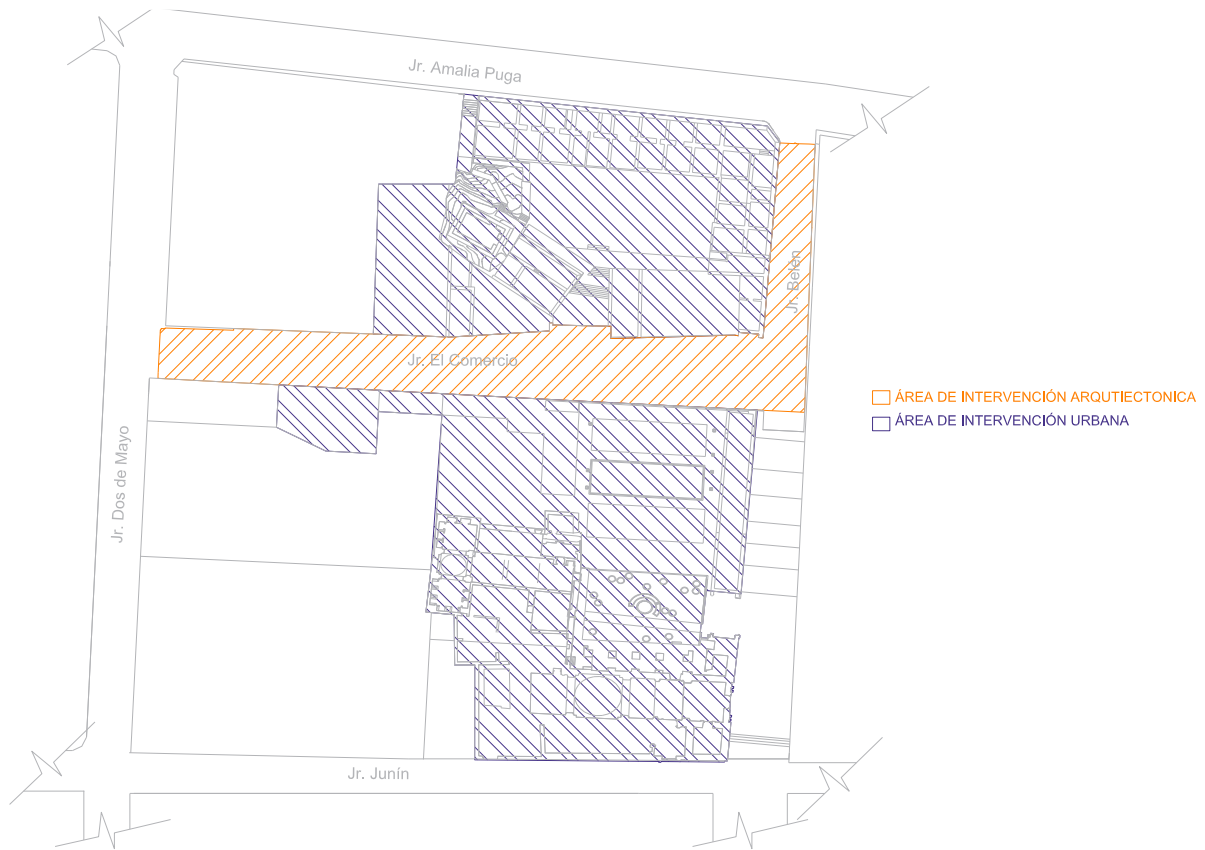 Jr. Amalia Puga
Jr. Belén
Jr. El Comercio
ÁREA DE INTERVENCIÓN ARQUTIECTONICA
ÁREA DE INTERVENCIÓN URBANA
Jr. Dos de Mayo
Jr. Junín